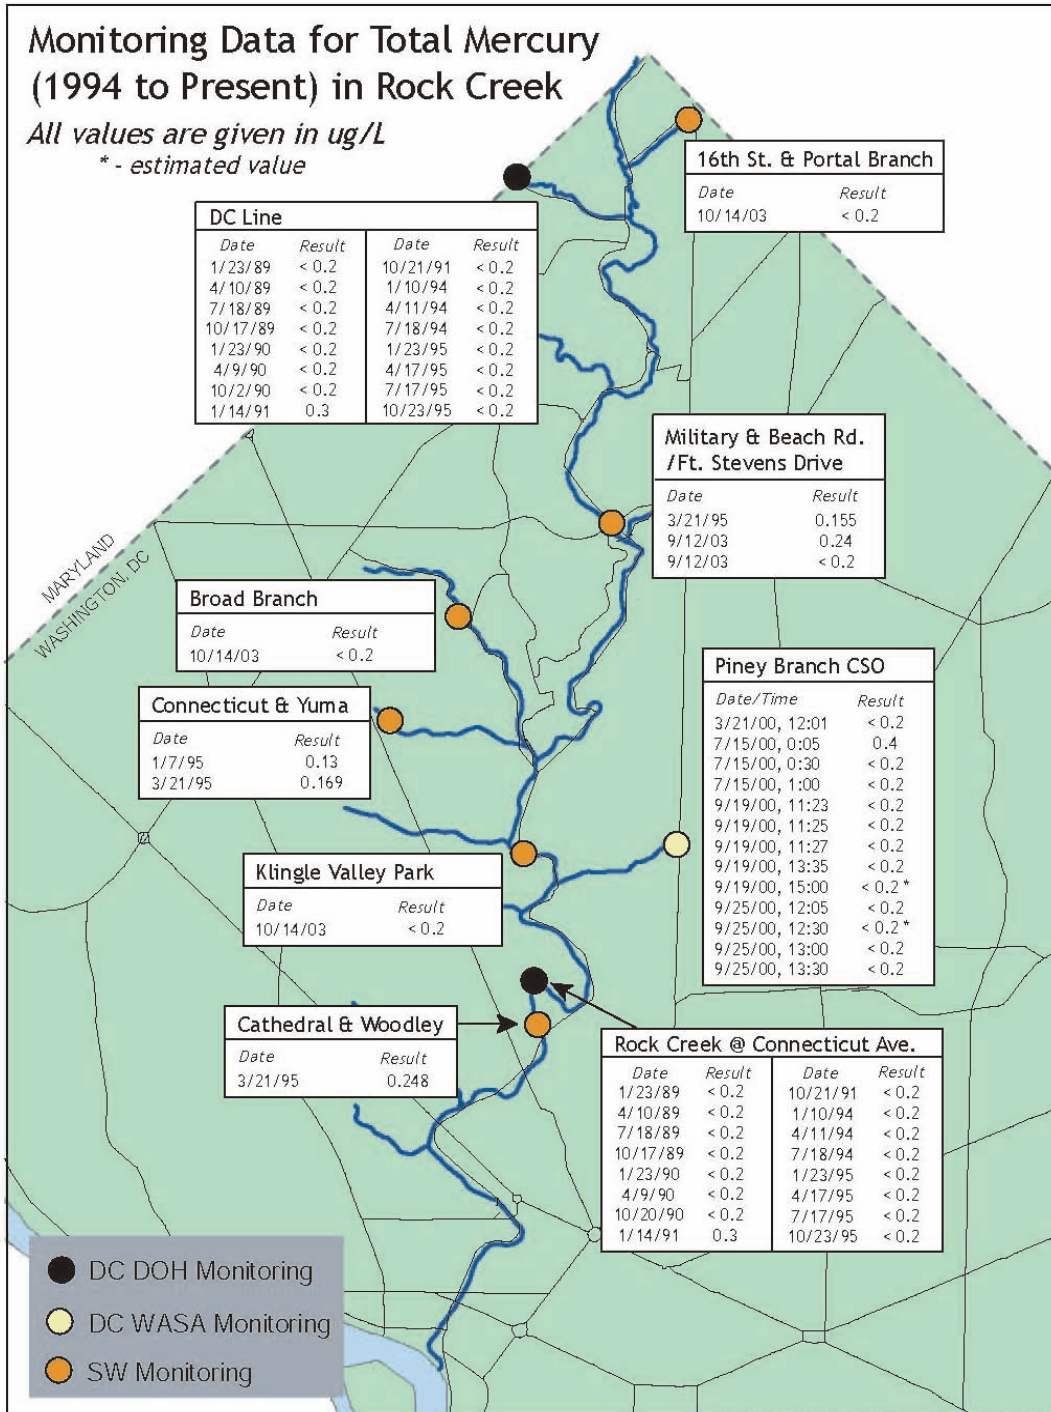 Monitoring Data for Total Mercury
(1994 to Present) in Rock Creek
All values are given in ug/L
* - estimated value
16th St. & Portal Branch
Date Result
10/14/03 < 0.2
DC Line
Date Result Date Result
1/23/89 < 0.2 10/21/91 < 0.2
4/10/89 < 0.2 1/10/94 < 0.2
7/18/89 < 0.2 4/11/94 < 0.2
10/17/89 < 0.2 7/18/94 < 0.2
1/23/90 < 0.2 1/23/95 < 0.2
4/9/90 < 0.2 4/17/95 < 0.2
10/2/90 < 0.2 7/17/95 < 0.2
1/14/91 0.3 10/23/95 < 0.2
Military & Beach Rd.
/Ft. Stevens Drive
Date Result
3/21/95 0.155
9/12/03 0.24
9/12/03 < 0.2
MARYLAND
WASHINGTON, DC
Broad Branch
Date Result
10/14/03 < 0.2
Connecticut & Yuma
Date Result
1/7/95 0.13
3/21/95 0.169
Piney Branch CSO
Date/Time Result
3/21/00, 12:01 < 0.2
7/15/00, 0:05 0.4
7/15/00, 0:30 < 0.2
7/15/00, 1:00 < 0.2
9/19/00, 11:23 < 0.2
9/19/00, 11:25 < 0.2
9/19/00, 11:27 < 0.2
9/19/00, 13:35 < 0.2
9/19/00, 15:00 < 0.2 *
9/25/00, 12:05 < 0.2
9/25/00, 12:30 < 0.2 *
9/25/00, 13:00 < 0.2
9/25/00, 13:30 < 0.2
Klingle Valley Park
Date Result
10/14/03 < 0.2
Cathedral & Woodley
Date Result
3/21/95 0.248
Rock Creek @ Connecticut Ave.
Date Result Date Result
1/23/89 < 0.2 10/21/91 < 0.2
4/10/89 < 0.2 1/10/94 < 0.2
7/18/89 < 0.2 4/11/94 < 0.2
10/17/89 < 0.2 7/18/94 < 0.2
1/23/90 < 0.2 1/23/95 < 0.2
4/9/90 < 0.2 4/17/95 < 0.2
10/20/90 < 0.2 7/17/95 < 0.2
1/14/91 0.3 10/23/95 < 0.2
DC DOH Monitoring
DC WASA Monitoring
SW Monitoring